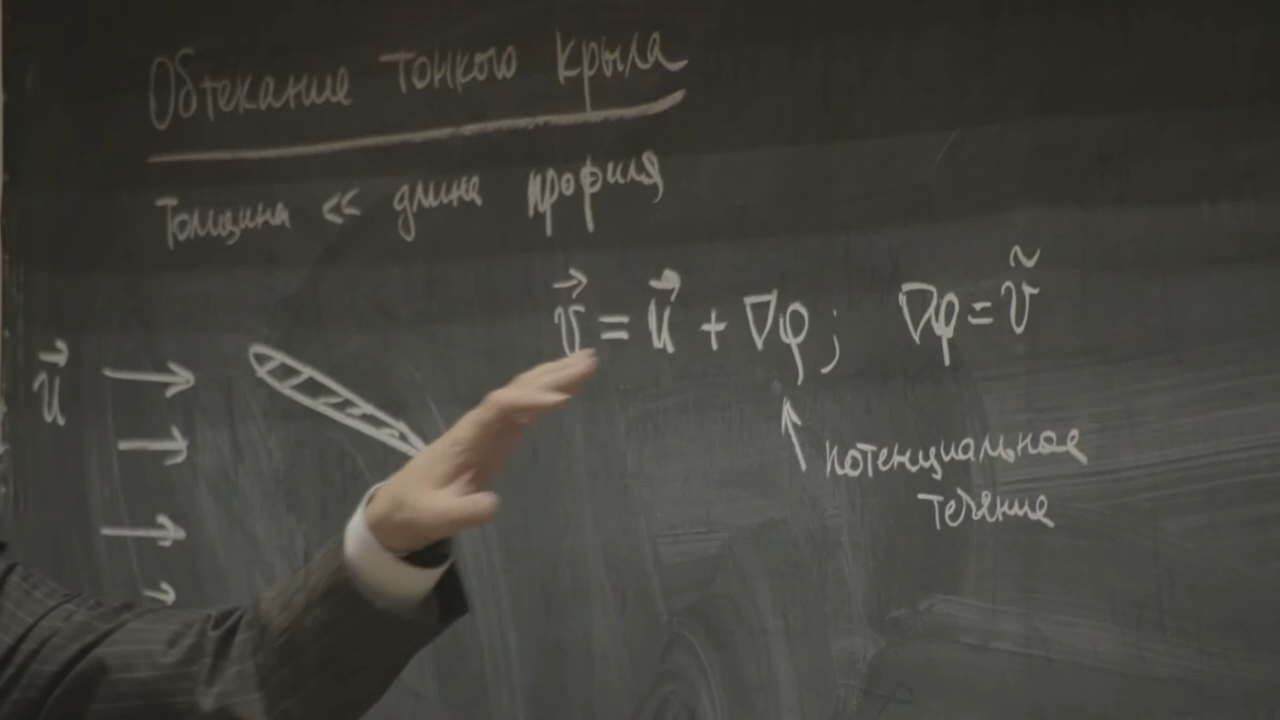 Обтекание тонкого крыла
Толщина << длина профиля
v⃗ = u⃗ + ∇φ ; ∇φ = ṽ
u⃗
потенциальное
течение